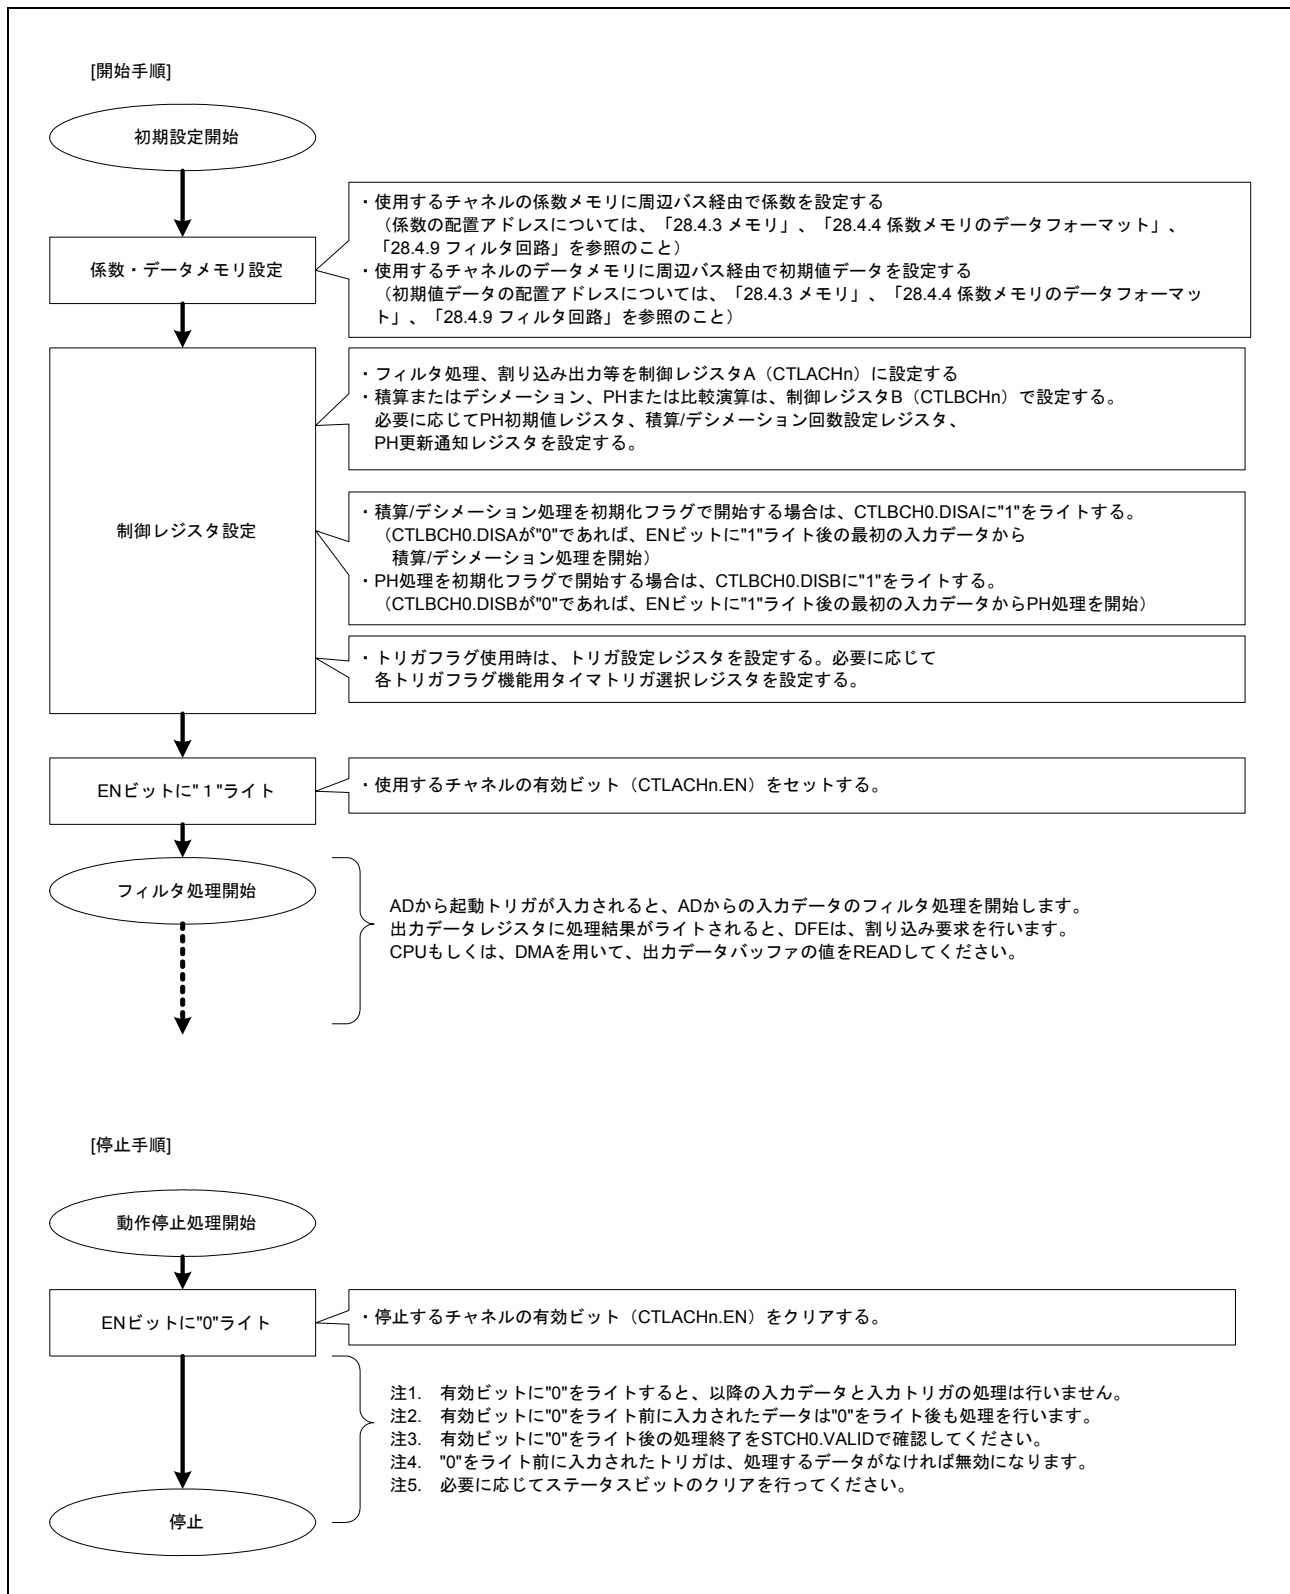 [開始手順]
初期設定開始
係数・データメモリ設定
・使用するチャネルの係数メモリに周辺バス経由で係数を設定する
（係数の配置アドレスについては、「28.4.3 メモリ」、「28.4.4 係数メモリのデータフォーマット」、
「28.4.9 フィルタ回路」を参照のこと）
・使用するチャネルのデータメモリに周辺バス経由で初期値データを設定する
（初期値データの配置アドレスについては、「28.4.3 メモリ」、「28.4.4 係数メモリのデータフォーマッ
ト」、「28.4.9 フィルタ回路」を参照のこと）
制御レジスタ設定
・フィルタ処理、割り込み出力等を制御レジスタA（CTLACHn）に設定する
・積算またはデシメーション、PHまたは比較演算は、制御レジスタB（CTLBCHn）で設定する。
必要に応じてPH初期値レジスタ、積算/デシメーション回数設定レジスタ、
PH更新通知レジスタを設定する。
・積算/デシメーション処理を初期化フラグで開始する場合は、CTLBCH0.DISAに"1"をライトする。
（CTLBCH0.DISAが"0"であれば、ENビットに"1"ライト後の最初の入力データから
積算/デシメーション処理を開始）
・PH処理を初期化フラグで開始する場合は、CTLBCH0.DISBに"1"をライトする。
（CTLBCH0.DISBが"0"であれば、ENビットに"1"ライト後の最初の入力データからPH処理を開始）
・トリガフラグ使用時は、トリガ設定レジスタを設定する。必要に応じて
各トリガフラグ機能用タイマトリガ選択レジスタを設定する。
ENビットに"１"ライト
・使用するチャネルの有効ビット（CTLACHn.EN）をセットする。
フィルタ処理開始
ADから起動トリガが入力されると、ADからの入力データのフィルタ処理を開始します。
出力データレジスタに処理結果がライトされると、DFEは、割り込み要求を行います。
CPUもしくは、DMAを用いて、出力データバッファの値をREADしてください。
[停止手順]
動作停止処理開始
ENビットに"0"ライト
・停止するチャネルの有効ビット（CTLACHn.EN）をクリアする。
注1. 有効ビットに"0"をライトすると、以降の入力データと入力トリガの処理は行いません。
注2. 有効ビットに"0"をライト前に入力されたデータは"0"をライト後も処理を行います。
注3. 有効ビットに"0"をライト後の処理終了をSTCH0.VALIDで確認してください。
注4. "0"をライト前に入力されたトリガは、処理するデータがなければ無効になります。
注5. 必要に応じてステータスビットのクリアを行ってください。
停止